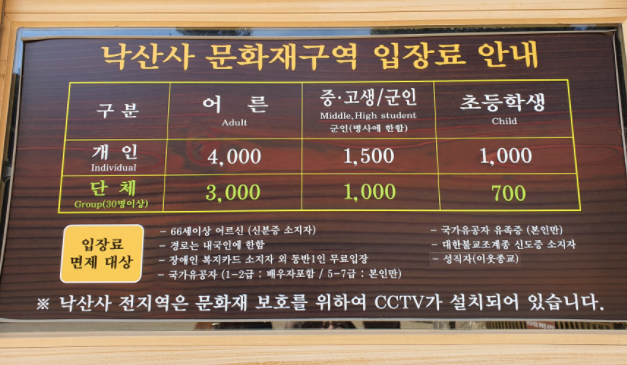 낙산사 문화재구역 입장료 안내
구 분 어 른 중·고생/군인 초등학생
Adult Middle, High student Child
군인(병사에 한함)
개 인 4,000 1,500 1,000
Individual
단 체 3,000 1,000 700
Group(30명이상)
입장료
면제 대상
- 66세이상 어르신 (신분증 소지자)
- 경로는 내국인에 한함
- 장애인 복지카드 소지자 외 동반1인 무료입장
- 국가유공자 (1-2급 : 배우자포함 / 5-7급 : 본인만)
- 국가유공자 유족증 (본인만)
- 대한불교조계종 신도증 소지자
- 성직자(이웃종교)
※ 낙산사 전지역은 문화재 보호를 위하여 CCTV가 설치되어 있습니다.